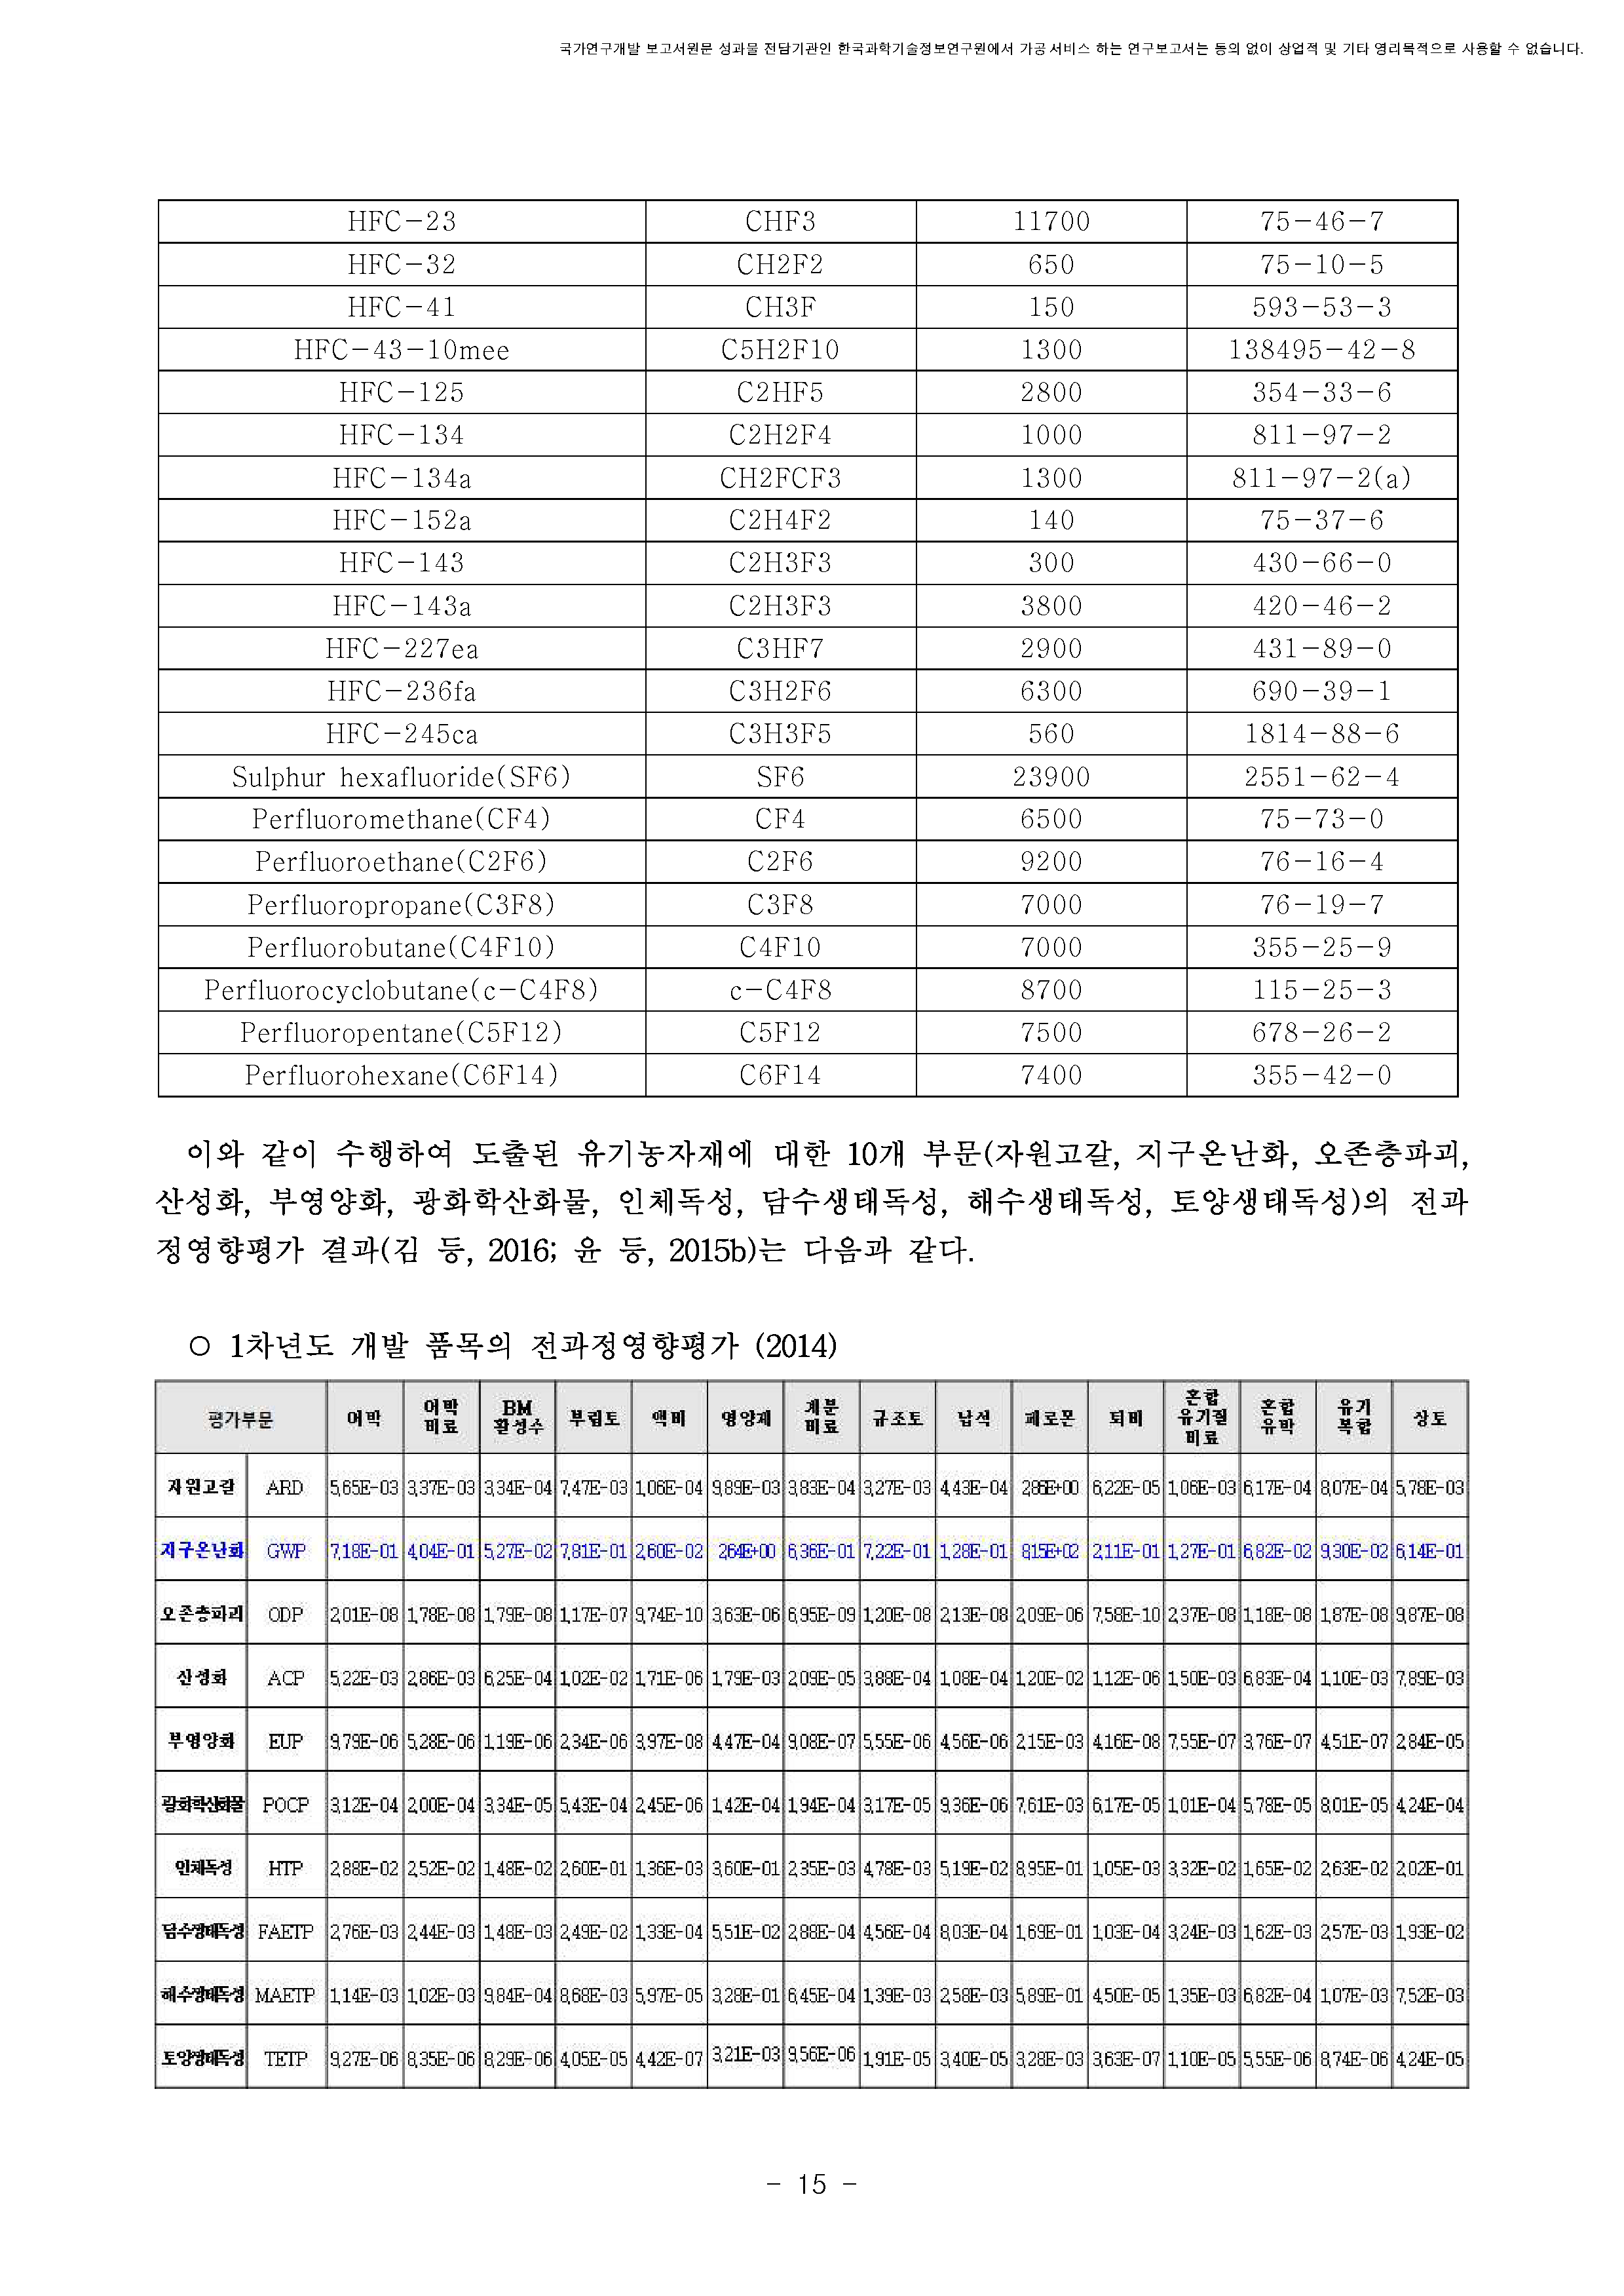 국가연구개발 보고서원문 성과물 전담기관인 한국과학기술정보연구원에서 가공·서비스 하는 연구보고서는 동의 없이 상업적 및 기타 영리목적으로 사용할 수 없습니다.
HFC-23 CHF3 11700 75-46-7
HFC-32 CH2F2 650 75-10-5
HFC-41 CH3F 150 593-53-3
HFC-43-10mee C5H2F10 1300 138495-42-8
HFC-125 C2HF5 2800 354-33-6
HFC-134 C2H2F4 1000 811-97-2
HFC-134a CH2FCF3 1300 811-97-2(a)
HFC-152a C2H4F2 140 75-37-6
HFC-143 C2H3F3 300 430-66-0
HFC-143a C2H3F3 3800 420-46-2
HFC-227ea C3HF7 2900 431-89-0
HFC-236fa C3H2F6 6300 690-39-1
HFC-245ca C3H3F5 560 1814-88-6
Sulphur hexafluoride(SF6) SF6 23900 2551-62-4
Perfluoromethane(CF4) CF4 6500 75-73-0
Perfluoroethane(C2F6) C2F6 9200 76-16-4
Perfluoropropane(C3F8) C3F8 7000 76-19-7
Perfluorobutane(C4F10) C4F10 7000 355-25-9
Perfluorocyclobutane(c-C4F8) c-C4F8 8700 115-25-3
Perfluoropentane(C5F12) C5F12 7500 678-26-2
Perfluorohexane(C6F14) C6F14 7400 355-42-0
이와 같이 수행하여 도출된 유기농자재에 대한 10개 부문(자원고갈, 지구온난화, 오존층파괴,
산성화, 부영양화, 광화학산화물, 인체독성, 담수생태독성, 해수생태독성, 토양생태독성)의 전과
정영향평가 결과(김 등, 2016; 윤 등, 2015b)는 다음과 같다.
○ 1차년도 개발 품목의 전과정영향평가 (2014)
평가부문 어박 어박비료 BM활성수 부립토 액비 영양제 계분비료 규조토 납석 페로몬 퇴비 혼합유기질비료 혼합유박 유기복합 상토
자원고갈 ARD 5.65E-03 3.37E-03 3.34E-04 7.47E-03 1.06E-04 9.89E-03 3.83E-04 3.27E-03 4.43E-04 2.86E+00 6.22E-05 1.06E-03 6.17E-04 8.07E-04 5.78E-03
지구온난화 GWP 7.18E-01 4.04E-01 5.27E-02 7.81E-01 2.60E-02 2.64E+00 6.36E-01 7.22E-01 1.28E-01 8.15E+02 2.11E-01 1.27E-01 6.82E-02 9.30E-02 6.14E-01
오존층파괴 ODP 2.01E-08 1.78E-08 1.79E-08 1.17E-07 9.74E-10 3.63E-06 6.95E-09 1.20E-08 2.13E-08 2.09E-06 7.58E-10 2.37E-08 1.18E-08 1.87E-08 9.87E-08
산성화 ACP 5.22E-03 2.86E-03 6.25E-04 1.02E-02 1.71E-06 1.79E-03 2.09E-05 3.88E-04 1.08E-04 1.20E-02 1.12E-06 1.50E-03 6.83E-04 1.10E-03 7.89E-03
부영양화 EUP 9.79E-06 5.28E-06 1.19E-06 2.34E-06 3.97E-08 4.47E-04 9.08E-07 5.55E-06 4.56E-06 2.15E-03 4.16E-08 7.55E-07 3.76E-07 4.51E-07 2.84E-05
광화학산화물 POCP 3.12E-04 2.00E-04 3.34E-05 5.43E-04 2.45E-06 1.42E-04 1.94E-04 3.17E-05 9.36E-06 7.61E-03 6.17E-05 1.01E-04 5.78E-05 8.01E-05 4.24E-04
인체독성 HTP 2.88E-02 2.52E-02 1.48E-02 2.60E-01 1.36E-03 3.60E-01 2.35E-03 4.78E-03 5.19E-02 8.95E-01 1.05E-03 3.32E-02 1.65E-02 2.63E-02 2.02E-01
담수생태독성 FAETP 2.76E-03 2.44E-03 1.48E-03 2.49E-02 1.33E-04 5.51E-02 2.88E-04 4.56E-04 8.03E-04 1.69E-01 1.03E-04 3.24E-03 1.62E-03 2.57E-03 1.93E-02
해수생태독성 MAETP 1.14E-03 1.02E-03 9.84E-04 8.68E-03 5.97E-05 3.28E-01 6.45E-04 1.39E-03 2.58E-03 5.89E-01 4.50E-05 1.35E-03 6.82E-04 1.07E-03 7.52E-03
토양생태독성 TETP 9.27E-06 8.35E-06 8.29E-06 4.05E-05 4.42E-07 3.21E-03 9.56E-06 1.91E-05 3.40E-05 3.28E-03 3.63E-07 1.10E-05 5.55E-06 8.74E-06 4.24E-05
- 15 -